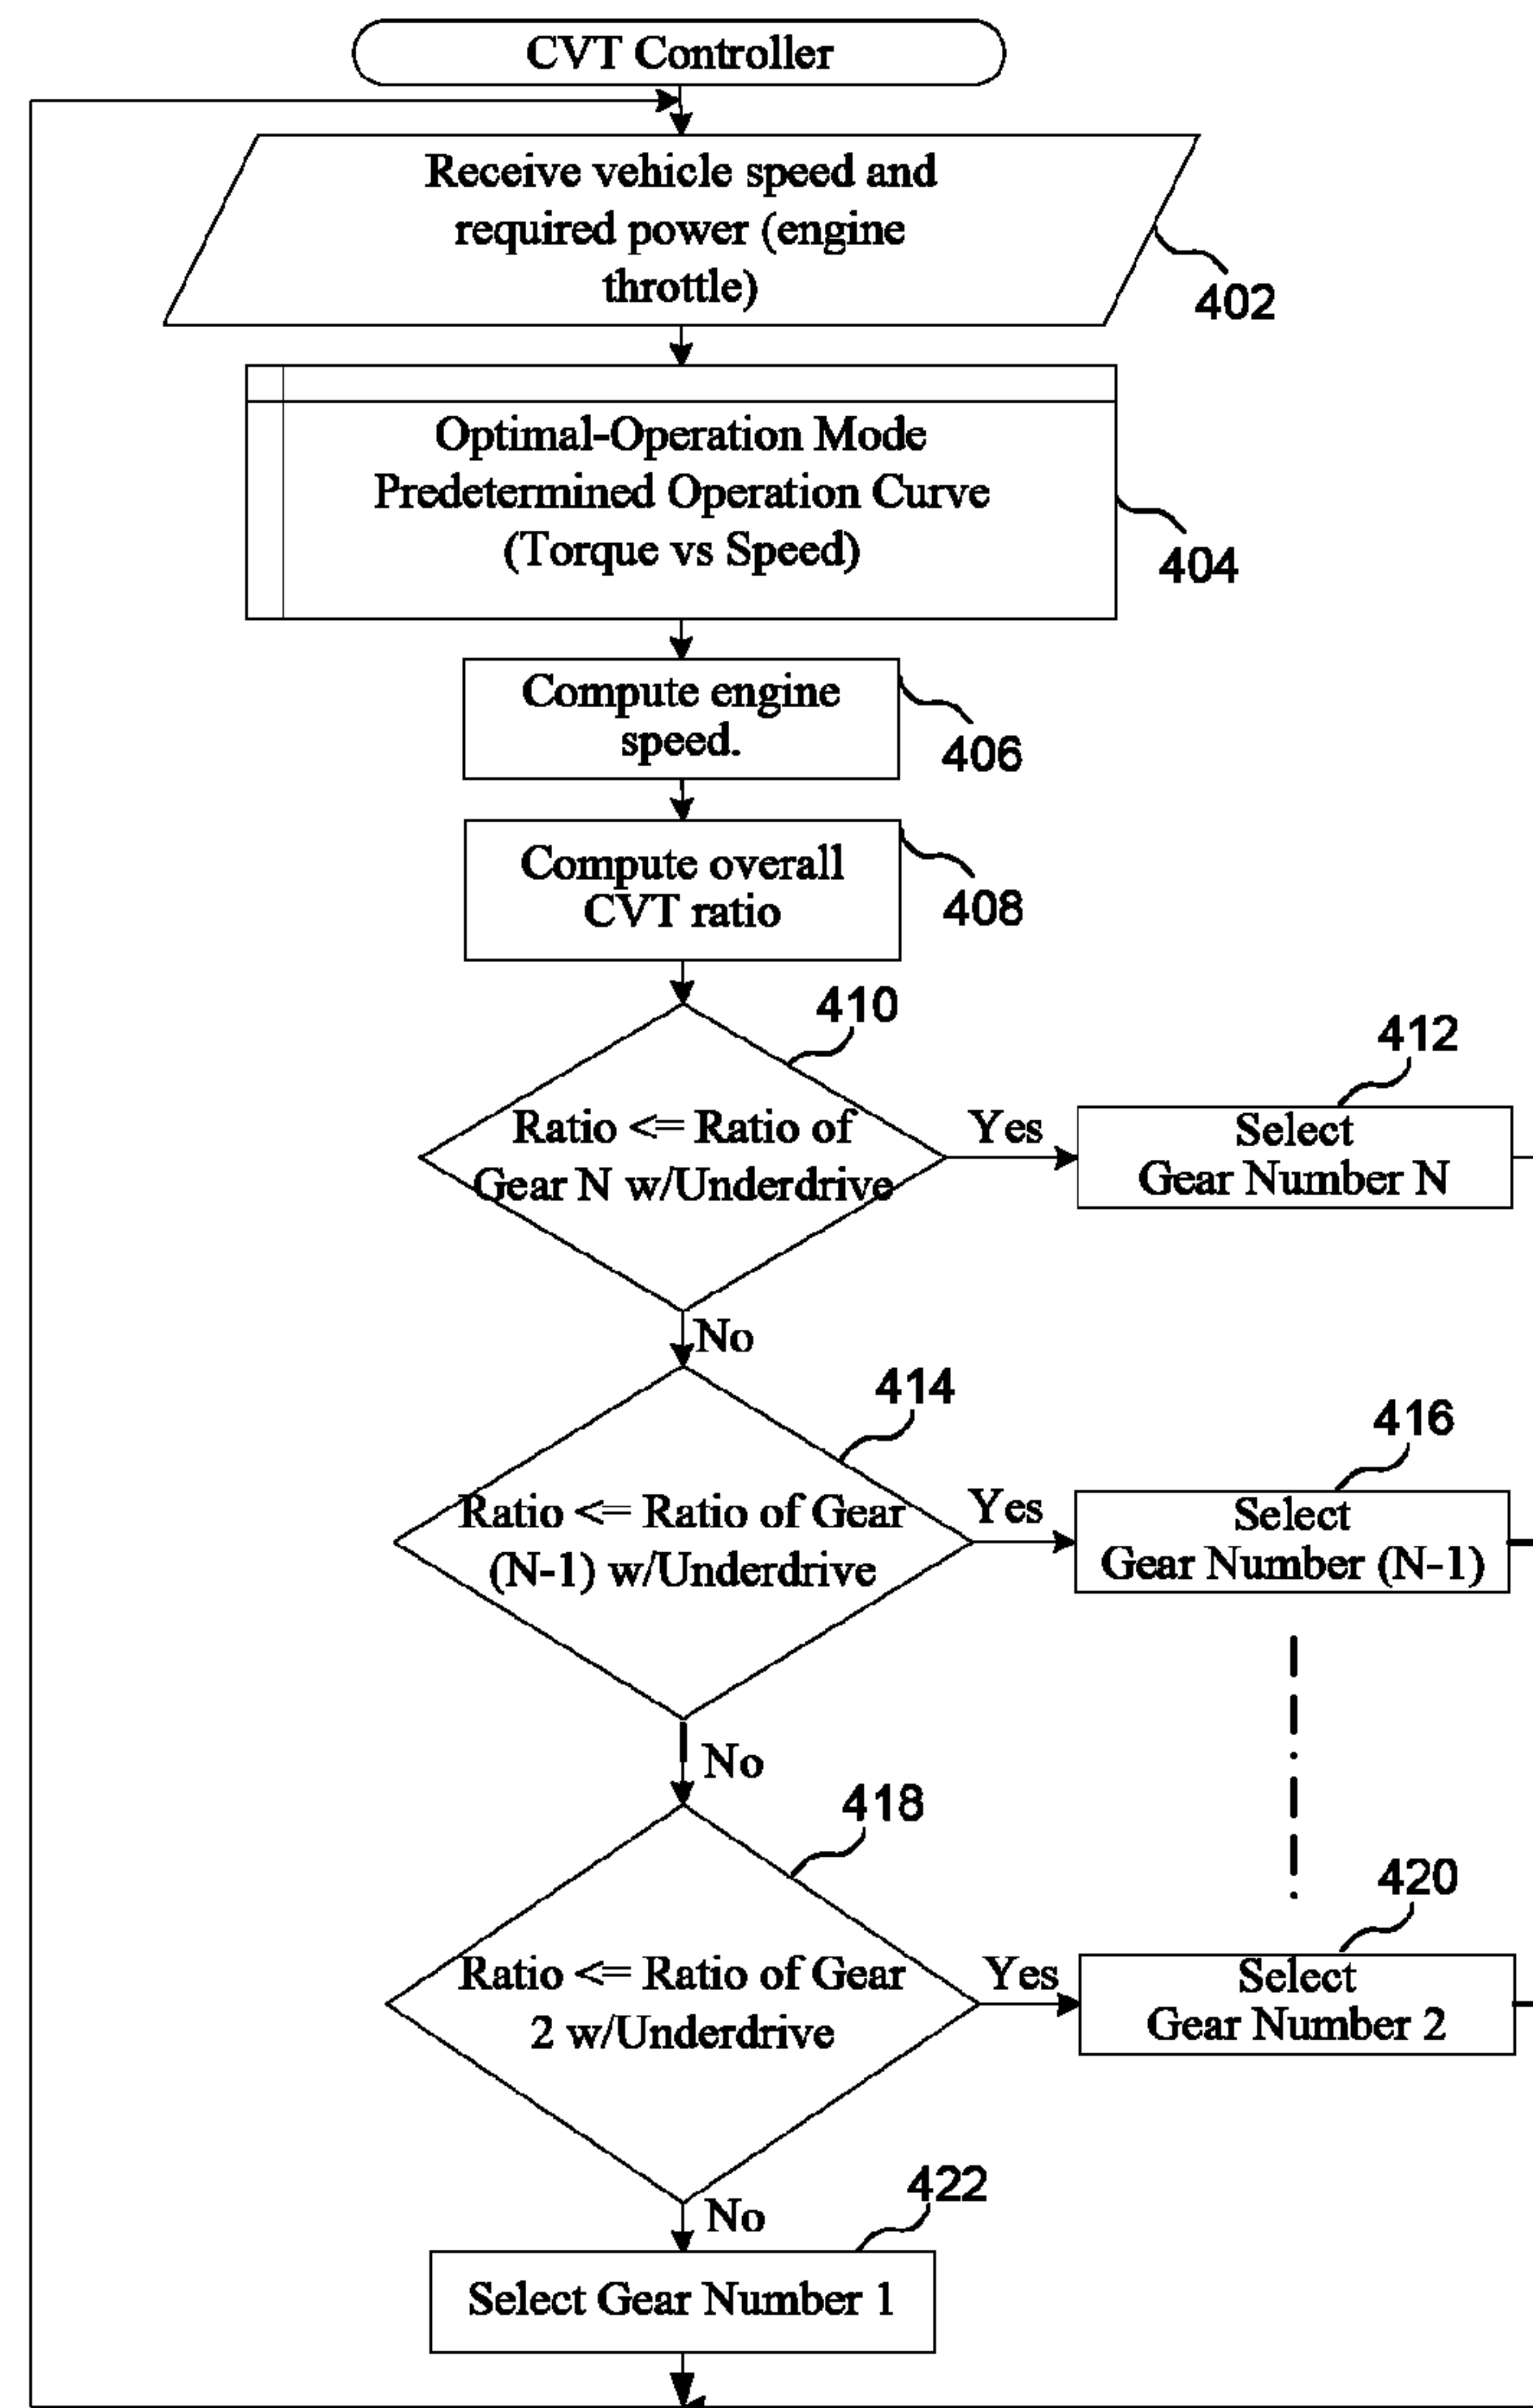 CVT Controller
Receive vehicle speed and
required power (engine
throttle)
402
Optimal-Operation Mode
Predetermined Operation Curve
(Torque vs Speed)
404
Compute engine
speed.
406
Compute overall
CVT ratio
408
410
Ratio <= Ratio of
Gear N w/Underdrive
Yes
412
Select
Gear Number N
No
414
Ratio <= Ratio of Gear
(N-1) w/Underdrive
Yes
416
Select
Gear Number (N-1)
No
418
Ratio <= Ratio of Gear
2 w/Underdrive
Yes
420
Select
Gear Number 2
No
422
Select Gear Number 1